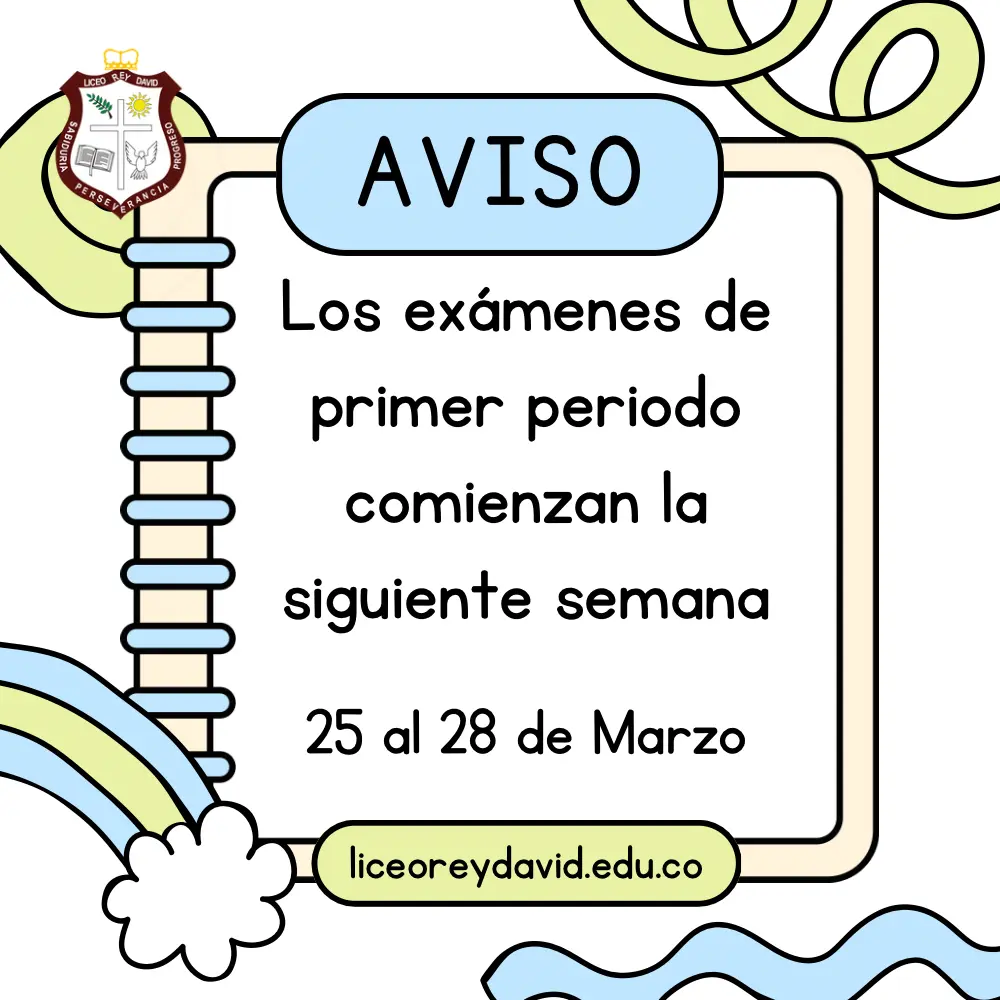 LICEO REY DAVID
SABIDURIA
PERSEVERANCIA
PROGRESO
AVISO
Los exámenes de
primer periodo
comienzan la
siguiente semana
25 al 28 de Marzo
liceoreydavid.edu.co